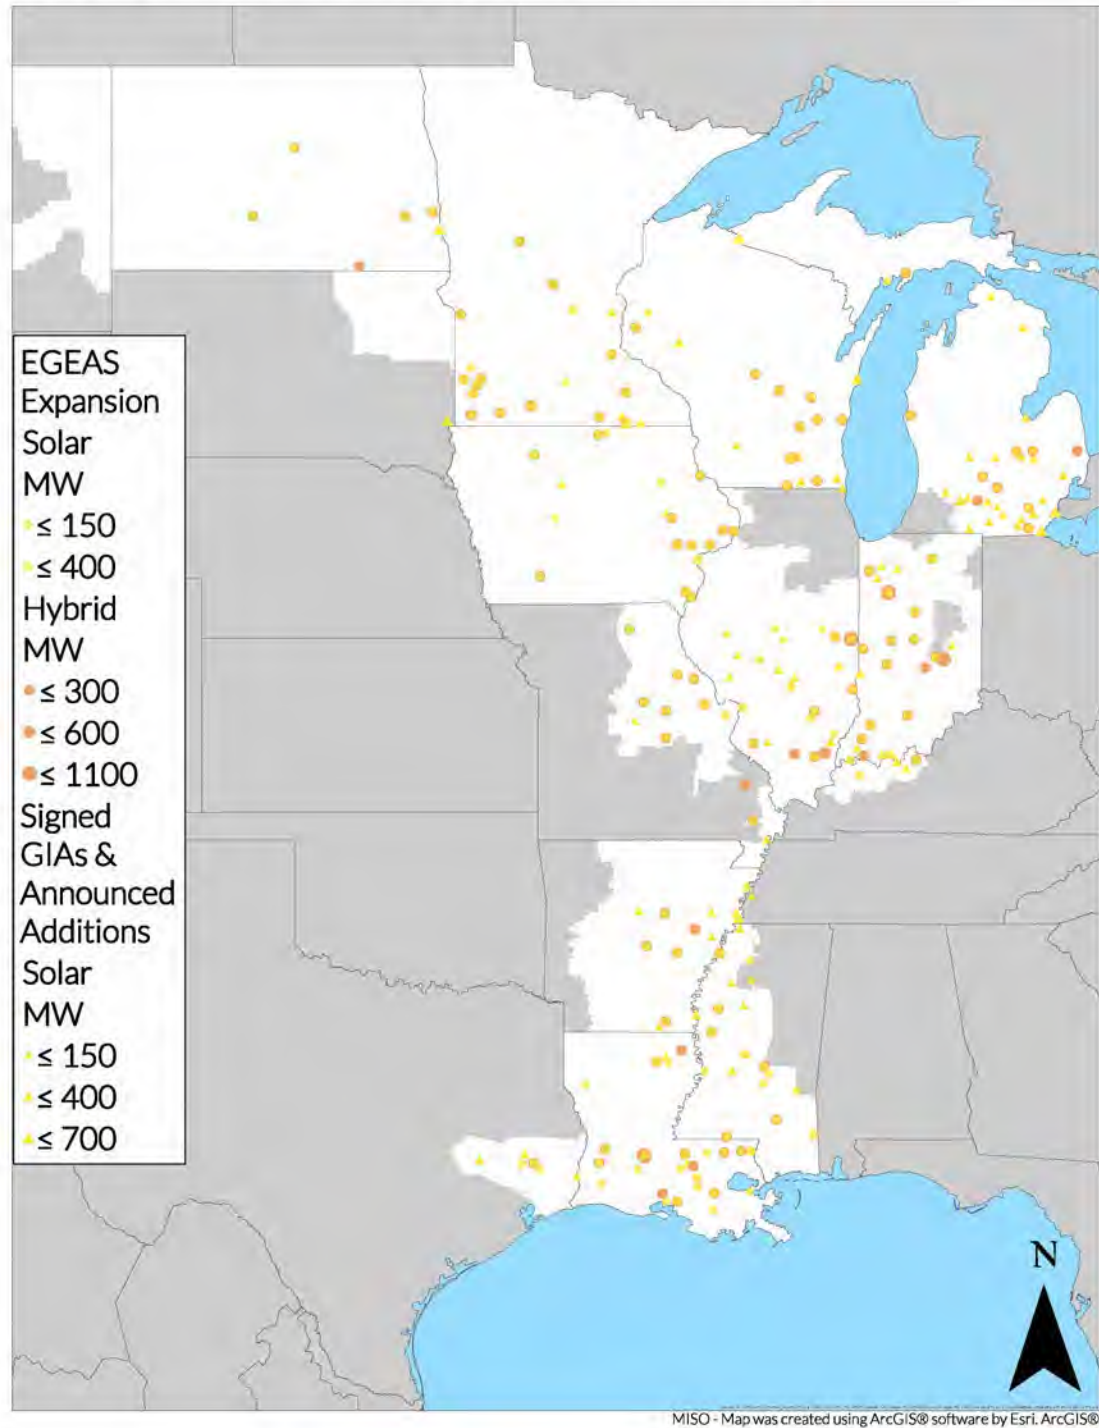 EGEAS
Expansion
Solar
MW
≤ 150
≤ 400
Hybrid
MW
≤ 300
≤ 600
≤ 1100
Signed
GIAs &
Announced
Additions
Solar
MW
≤ 150
≤ 400
≤ 700
N
MISO - Map was created using ArcGIS® software by Esri. ArcGIS®